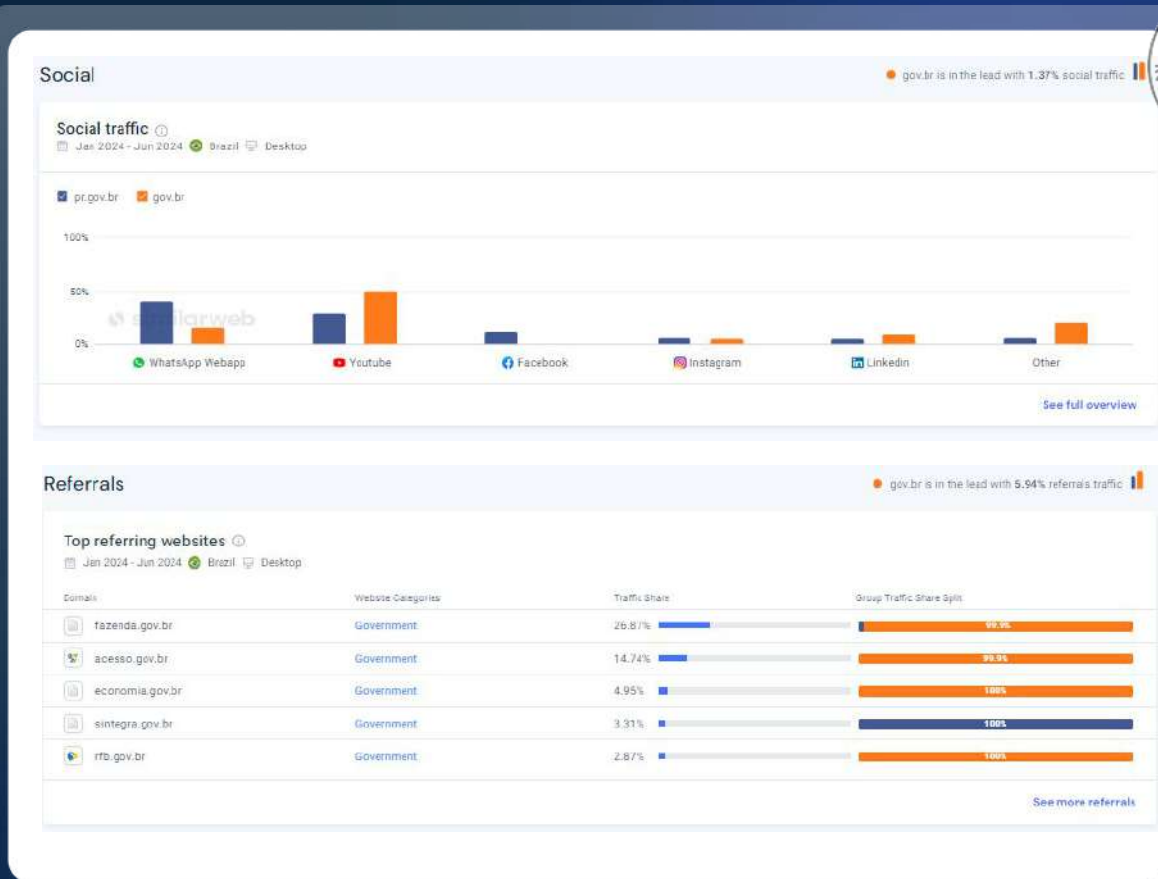 Social
gov.br is in the lead with 1.37% social traffic
Social traffic
Jan 2024 - Jun 2024 Brazil Desktop
pr.gov.br gov.br
100%
50%
similarweb
0%
WhatsApp Webapp Youtube Facebook Instagram Linkedin Other
See full overview
Referrals
gov.br is in the lead with 5.94% referrals traffic
Top referring websites
Jan 2024 - Jun 2024 Brazil Desktop
Domain Website Categories Traffic Share Group Traffic Share Split
fazenda.gov.br Government 26.87% 99.9%
acesso.gov.br Government 14.74% 99.9%
economia.gov.br Government 4.95% 100%
sintegra.gov.br Government 3.31% 100%
rfb.gov.br Government 2.87% 100%
See more referrals